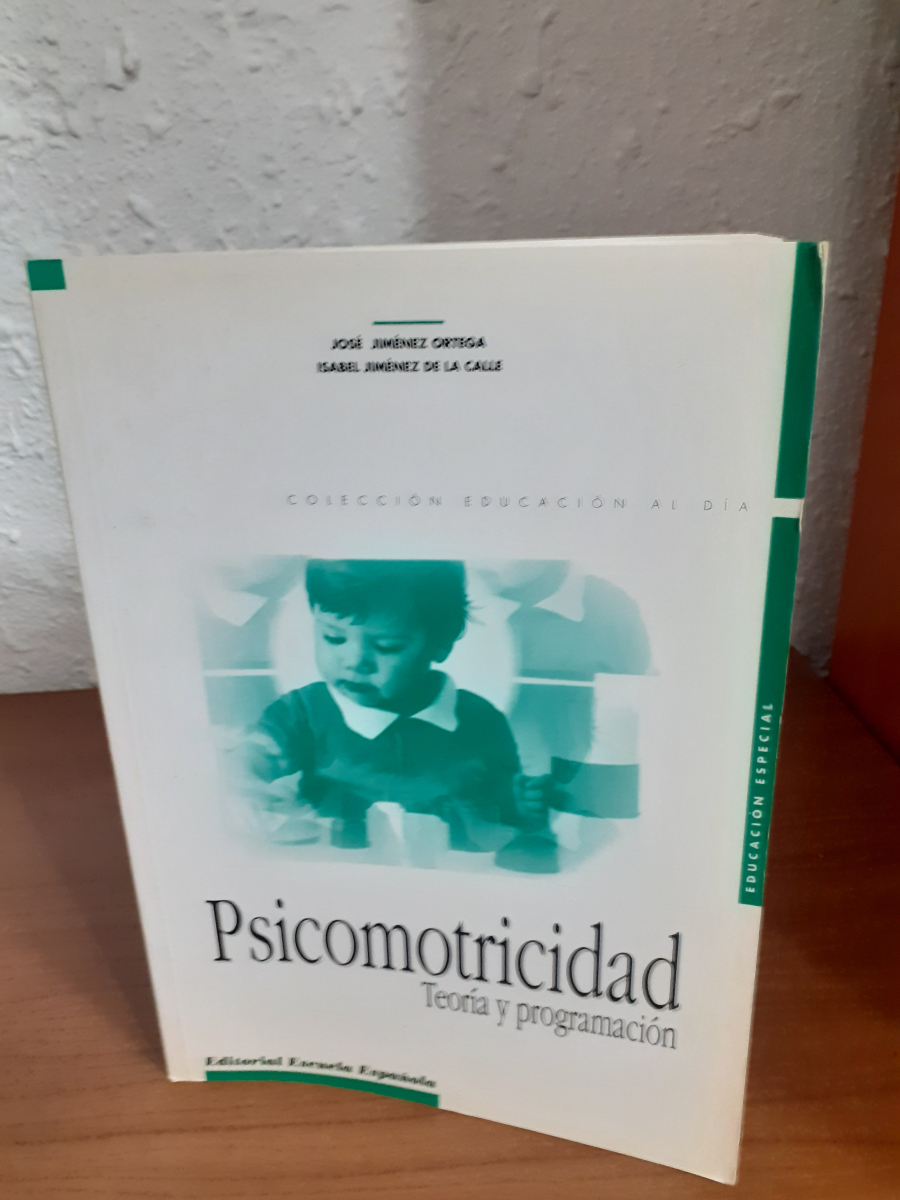 JOSÉ JIMÉNEZ ORTEGA
ISABEL JIMÉNEZ DE LA CALLE
COLECCIÓN EDUCACIÓN AL DÍA
EDUCACIÓN ESPECIAL
Psicomotricidad
Teoría y programación
Editorial Escuela Española